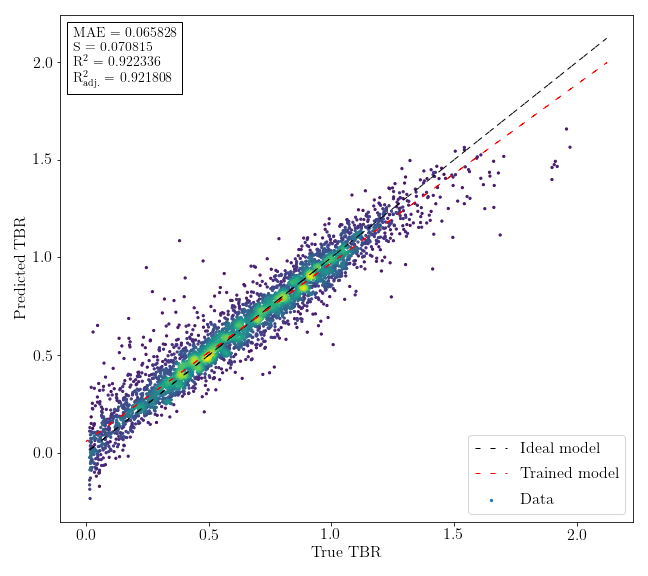 MAE = 0.065828
S = 0.070815
R² = 0.922336
R²adj. = 0.921808
2.0
1.5
1.0
0.5
0.0
Predicted TBR
0.0 0.5 1.0 1.5 2.0
True TBR
Ideal model
Trained model
Data